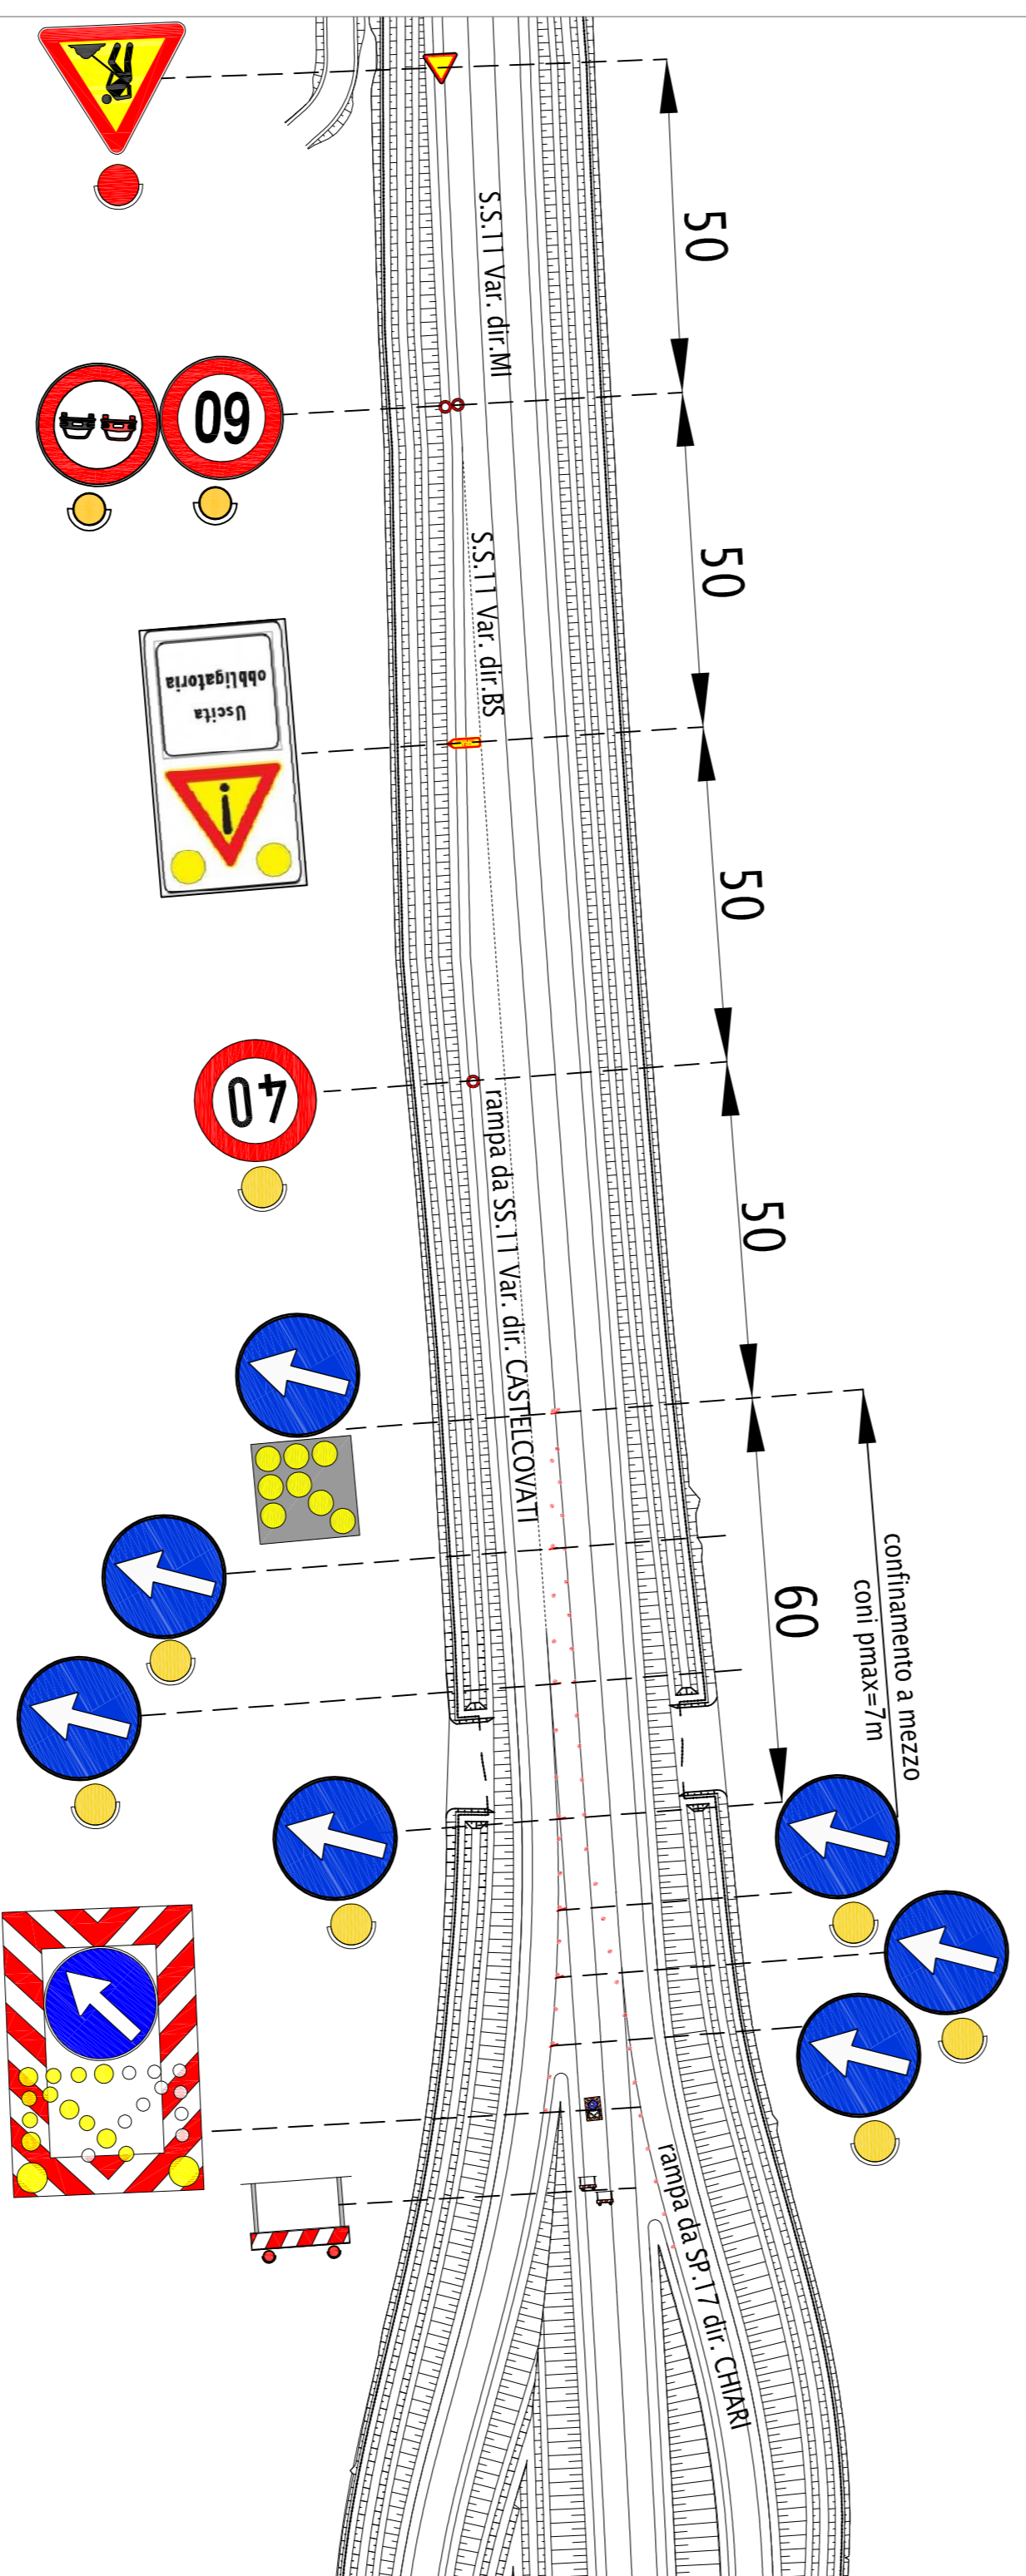 50
S.S.11 Var. dir.MI
60
50
S.S.11 Var. dir.BS
Uscita
obbligatoria
50
40
rampa da SS.11 Var. dir. CASTELCOVATI
50
confinamento a mezzo
coni pmax=7m
60
rampa da SP.17 dir. CHIARI